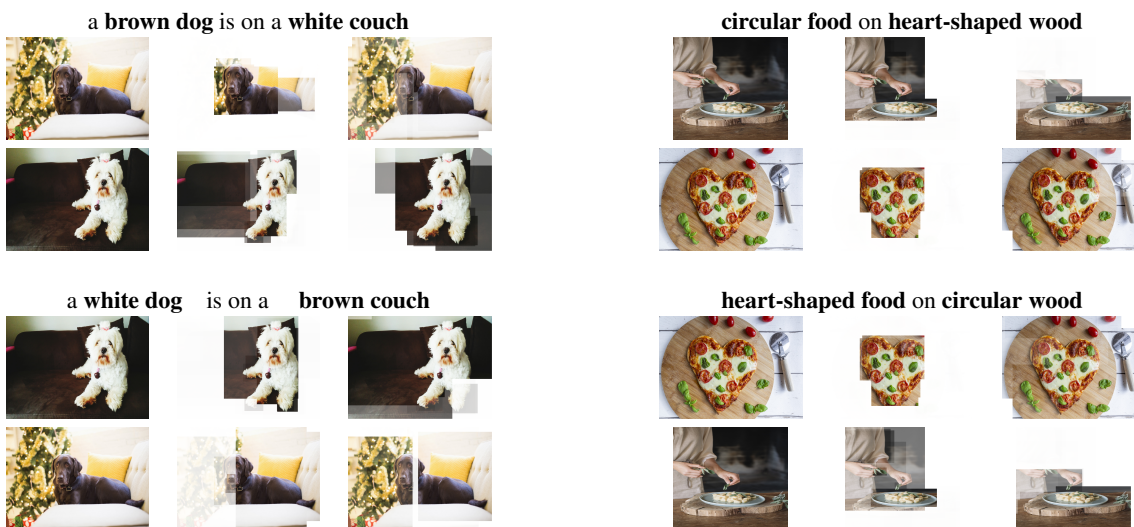 a brown dog is on a white couch
circular food on heart-shaped wood
a white dog is on a brown couch
heart-shaped food on circular wood